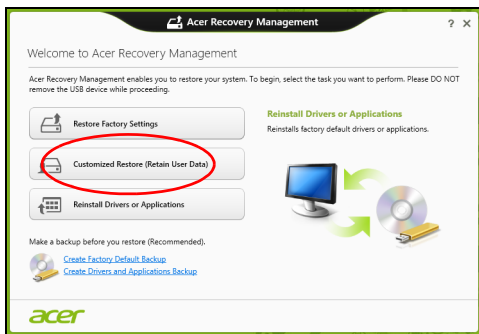 Acer Recovery Management
? X
Welcome to Acer Recovery Management
Acer Recovery Management enables you to restore your system. To begin, select the task you want to perform. Please DO NOT
remove the USB device while proceeding.
Restore Factory Settings
Customized Restore (Retain User Data)
Reinstall Drivers or Applications
Reinstall Drivers or Applications
Reinstalls factory default drivers or applications.
Make a backup before you restore (Recommended).
Create Factory Default Backup
Create Drivers and Applications Backup
acer